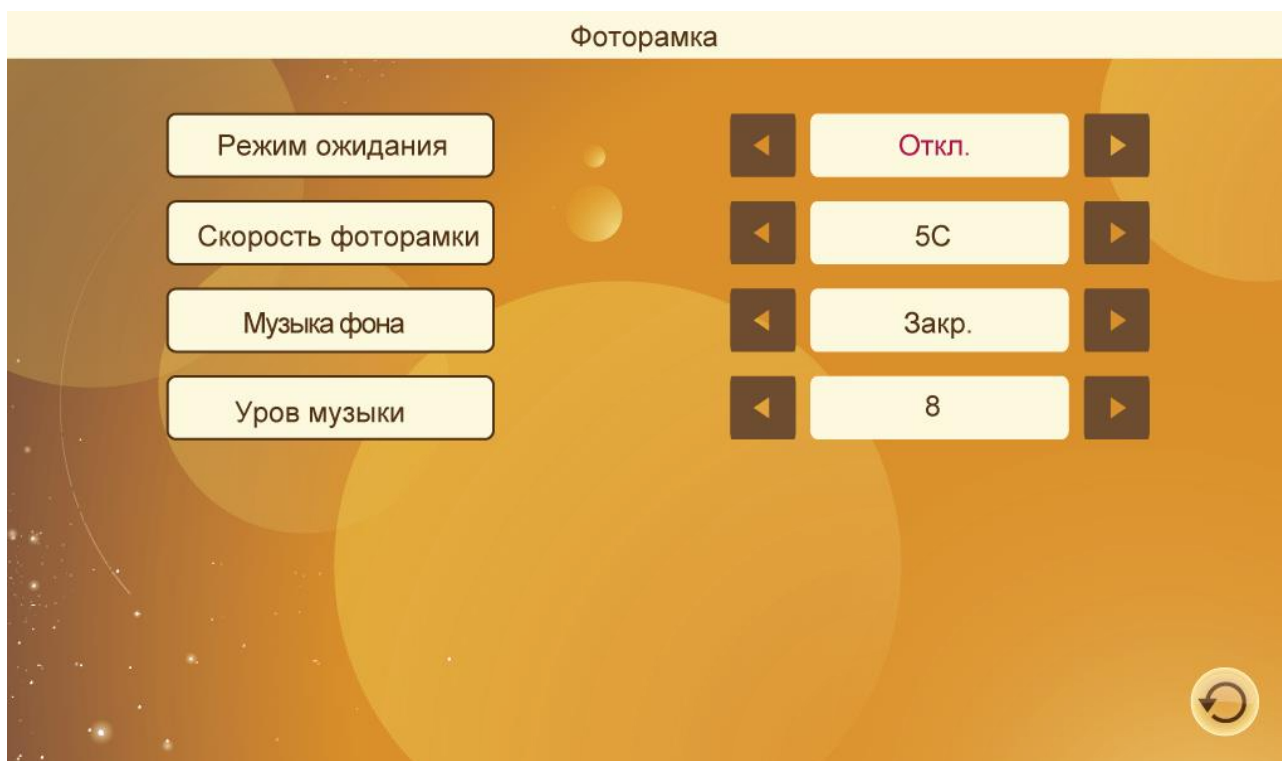 Фоторамка
Режим ожидания Откл.
Скорость фоторамки 5С
Музыка фона Закр.
Уров музыки 8